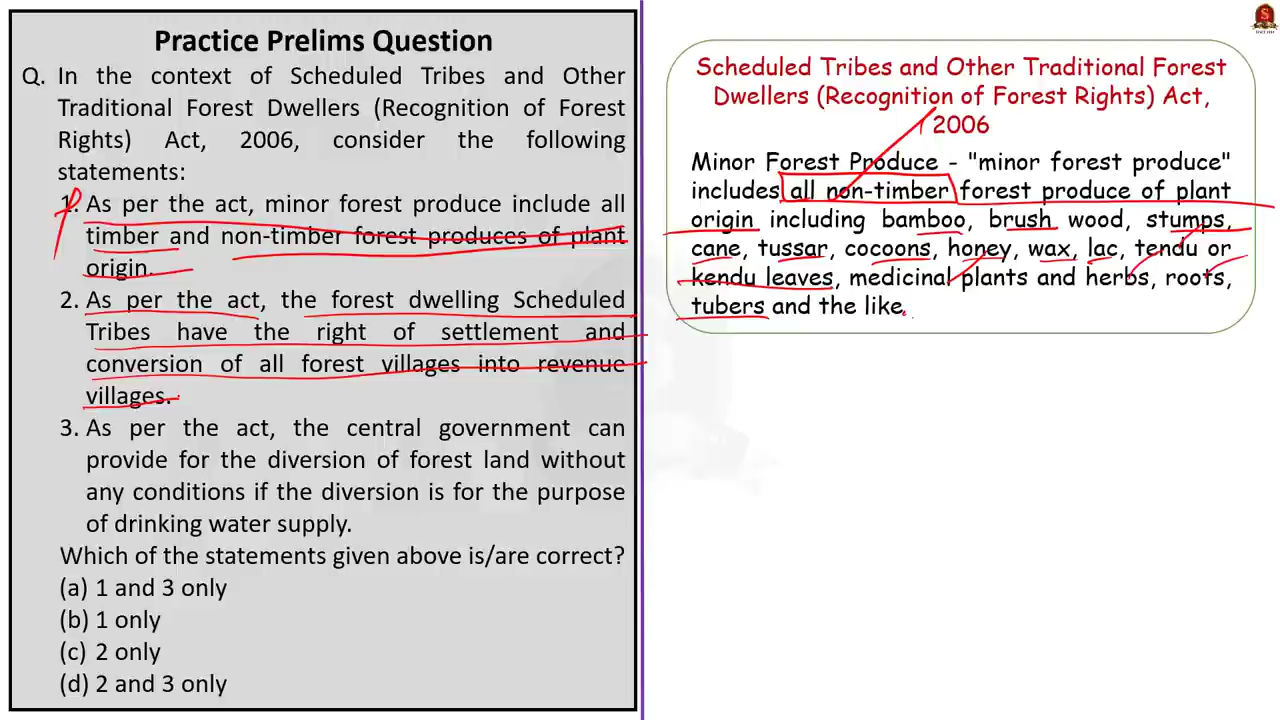 Practice Prelims Question
Q. In the context of Scheduled Tribes and Other
Traditional Forest Dwellers (Recognition of Forest
Rights) Act, 2006, consider the following
statements:
1. As per the act, minor forest produce include all
timber and non-timber forest produces of plant
origin.
2. As per the act, the forest dwelling Scheduled
Tribes have the right of settlement and
conversion of all forest villages into revenue
villages.
3. As per the act, the central government can
provide for the diversion of forest land without
any conditions if the diversion is for the purpose
of drinking water supply.
Which of the statements given above is/are correct?
(a) 1 and 3 only
(b) 1 only
(c) 2 only
(d) 2 and 3 only
Scheduled Tribes and Other Traditional Forest
Dwellers (Recognition of Forest Rights) Act,
2006
Minor Forest Produce - "minor forest produce"
includes all non-timber forest produce of plant
origin including bamboo, brush wood, stumps,
cane, tussar, cocoons, honey, wax, lac, tendu or
kendu leaves, medicinal plants and herbs, roots,
tubers and the like.